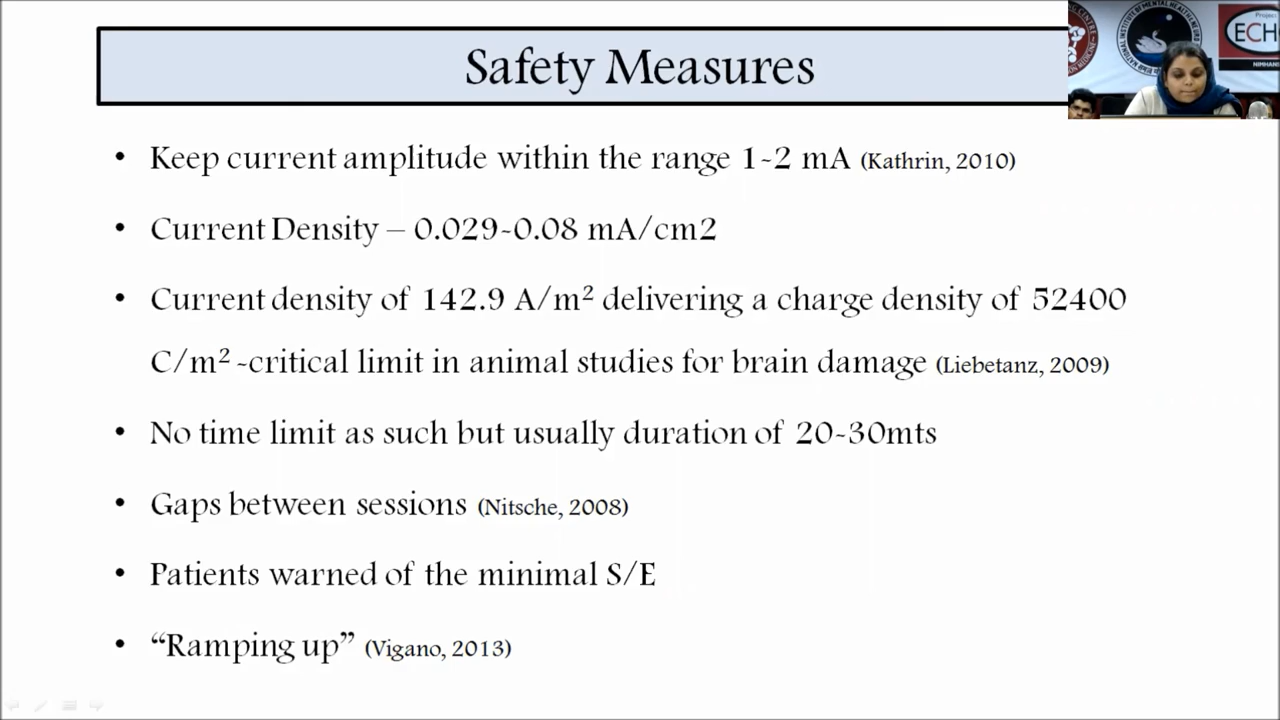 Safety Measures
• Keep current amplitude within the range 1-2 mA (Kathrin, 2010)
• Current Density – 0.029-0.08 mA/cm2
• Current density of 142.9 A/m² delivering a charge density of 52400
C/m² -critical limit in animal studies for brain damage (Liebetanz, 2009)
• No time limit as such but usually duration of 20-30mts
• Gaps between sessions (Nitsche, 2008)
• Patients warned of the minimal S/E
• “Ramping up” (Vigano, 2013)
Project
ECH
NIMHANS